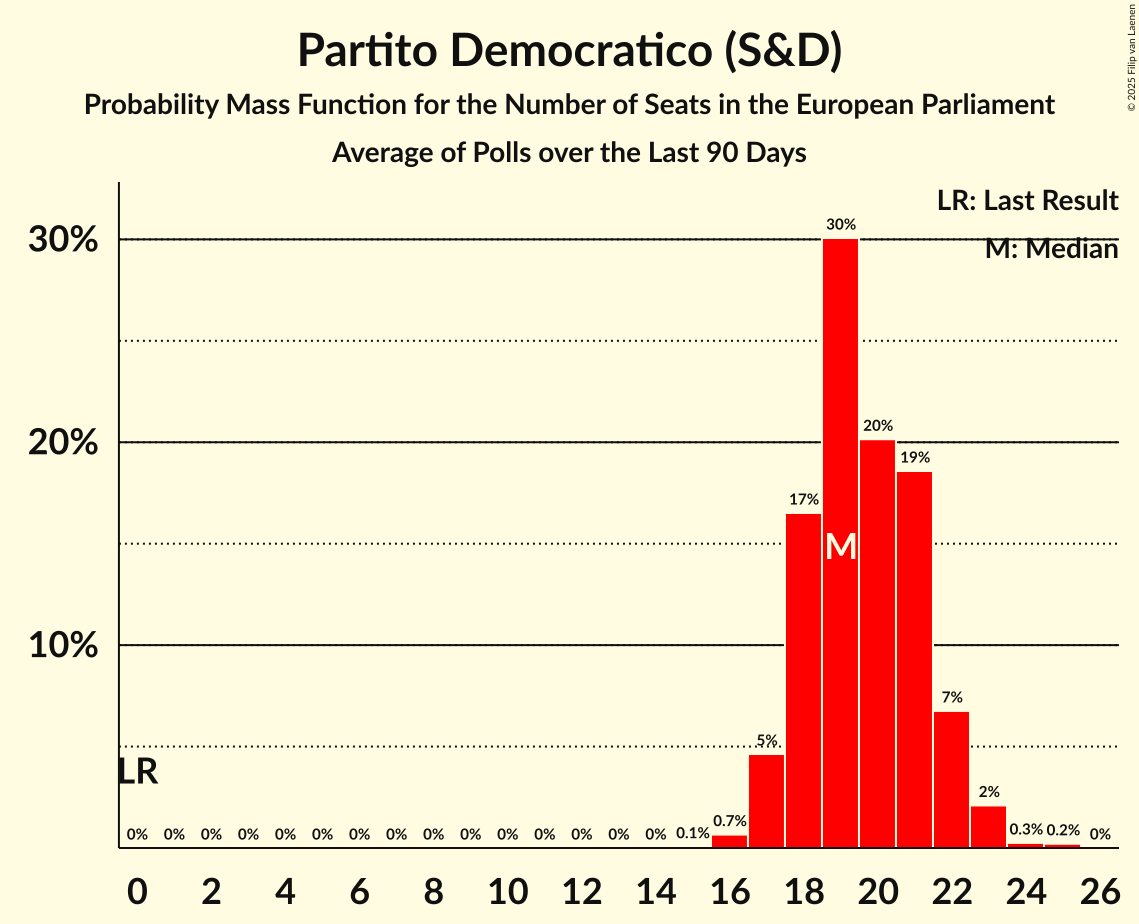 Partito Democratico (S&D)
Probability Mass Function for the Number of Seats in the European Parliament
Average of Polls over the Last 90 Days
© 2025 Filip van Laenen
LR: Last Result
M: Median
30%
20%
10%
30%
20%
19%
17%
M
7%
5%
LR
2%
0% 0% 0% 0% 0% 0% 0% 0% 0% 0% 0% 0% 0% 0% 0% 0.1% 0.7% 0.3% 0.2% 0%
0 2 4 6 8 10 12 14 16 18 20 22 24 26